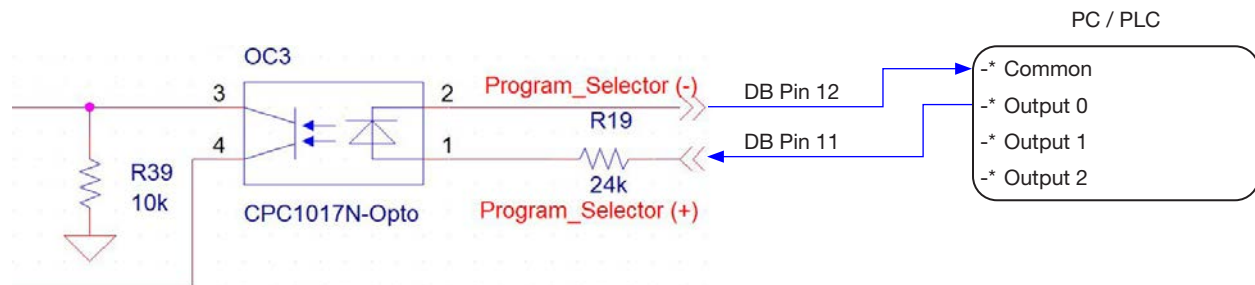 PC / PLC
OC3
3
2
Program_Selector (-)
DB Pin 12
-* Common
R19
-* Output 0
4
1
DB Pin 11
-* Output 1
R39
10k
24k
-* Output 2
CPC1017N-Opto
Program_Selector (+)